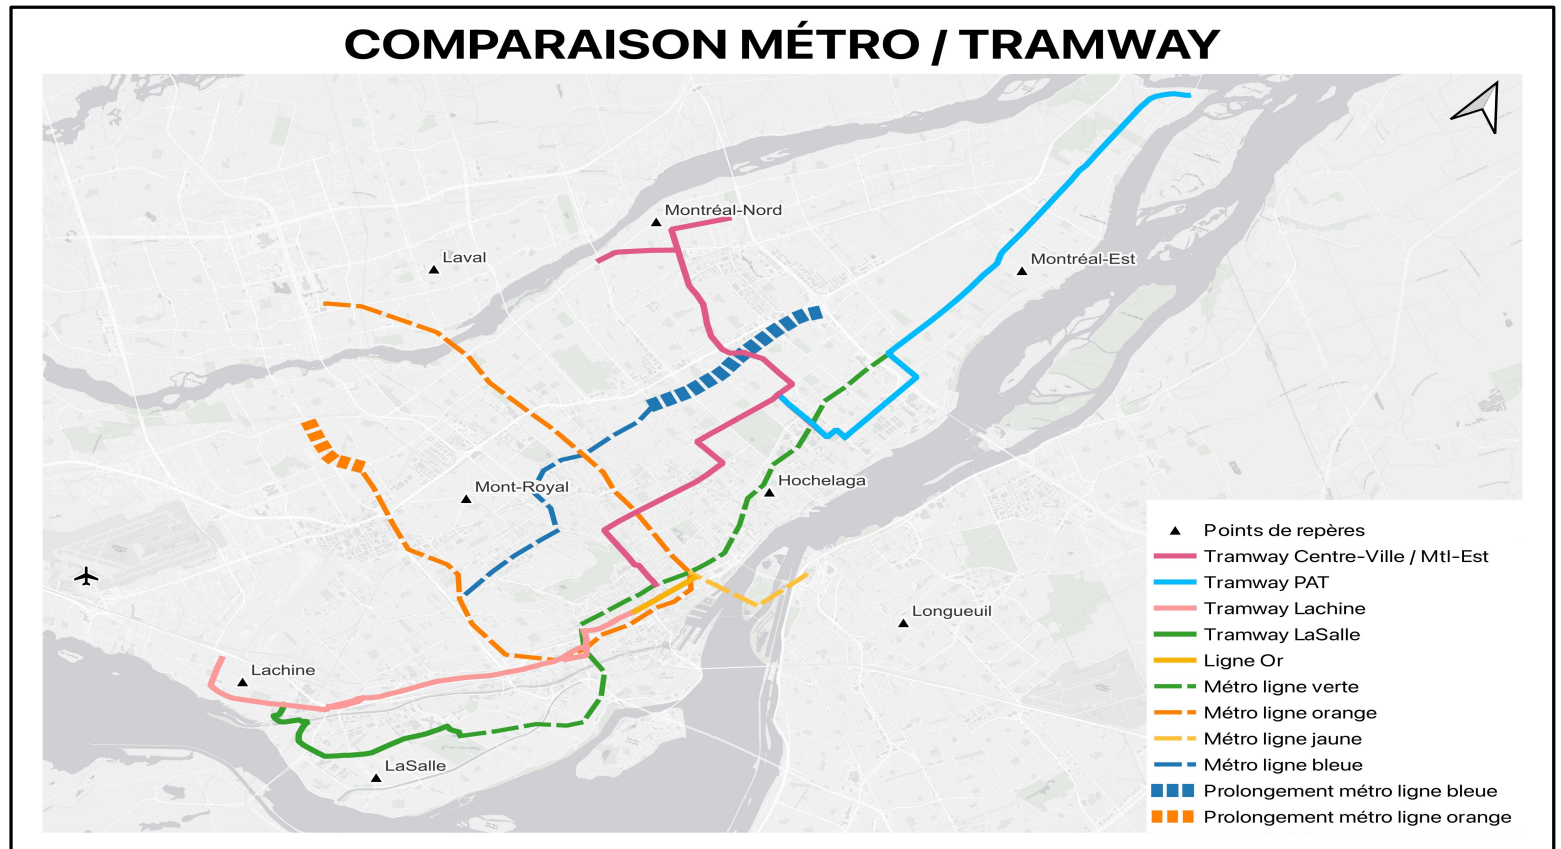 COMPARAISON MÉTRO / TRAMWAY
Montréal-Nord
Laval
Montréal-Est
Mont-Royal
Hochelaga
Longueuil
Lachine
LaSalle
Points de repères
Tramway Centre-Ville / Mtl-Est
Tramway PAT
Tramway Lachine
Tramway LaSalle
Ligne Or
Métro ligne verte
Métro ligne orange
Métro ligne jaune
Métro ligne bleue
Prolongement métro ligne bleue
Prolongement métro ligne orange